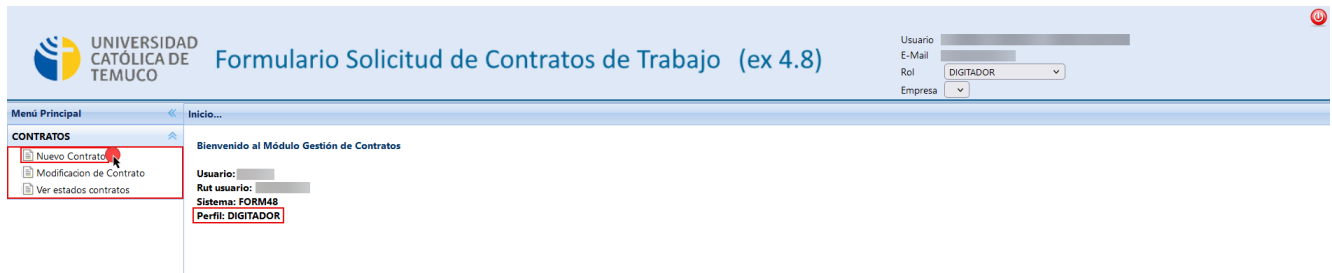 UNIVERSIDAD
CATÓLICA DE
TEMUCO
Formulario Solicitud de Contratos de Trabajo (ex 4.8)
Usuario
E-Mail
Rol DIGITADOR
Empresa
Menú Principal
Inicio...
CONTRATOS
Nuevo Contrato
Modificacion de Contrato
Ver estados contratos
Bienvenido al Módulo Gestión de Contratos
Usuario:
Rut usuario:
Sistema: FORM48
Perfil: DIGITADOR